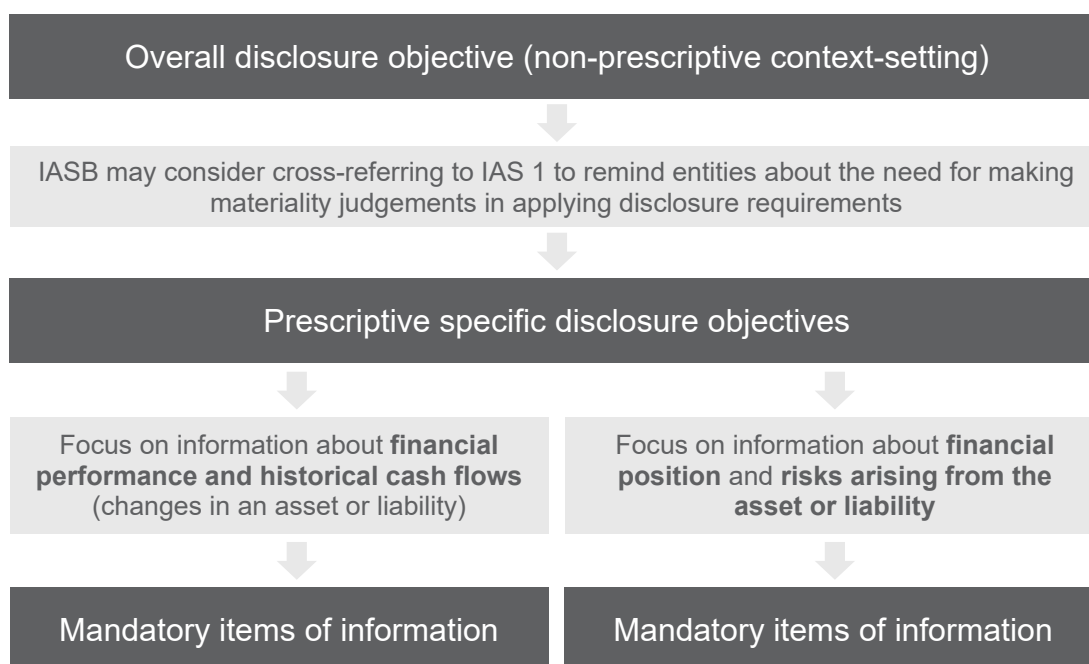 Overall disclosure objective (non-prescriptive context-setting)
IASB may consider cross-referring to IAS 1 to remind entities about the need for making
materiality judgements in applying disclosure requirements
Prescriptive specific disclosure objectives
Focus on information about financial
performance and historical cash flows
(changes in an asset or liability)
Focus on information about financial
position and risks arising from the
asset or liability
Mandatory items of information
Mandatory items of information